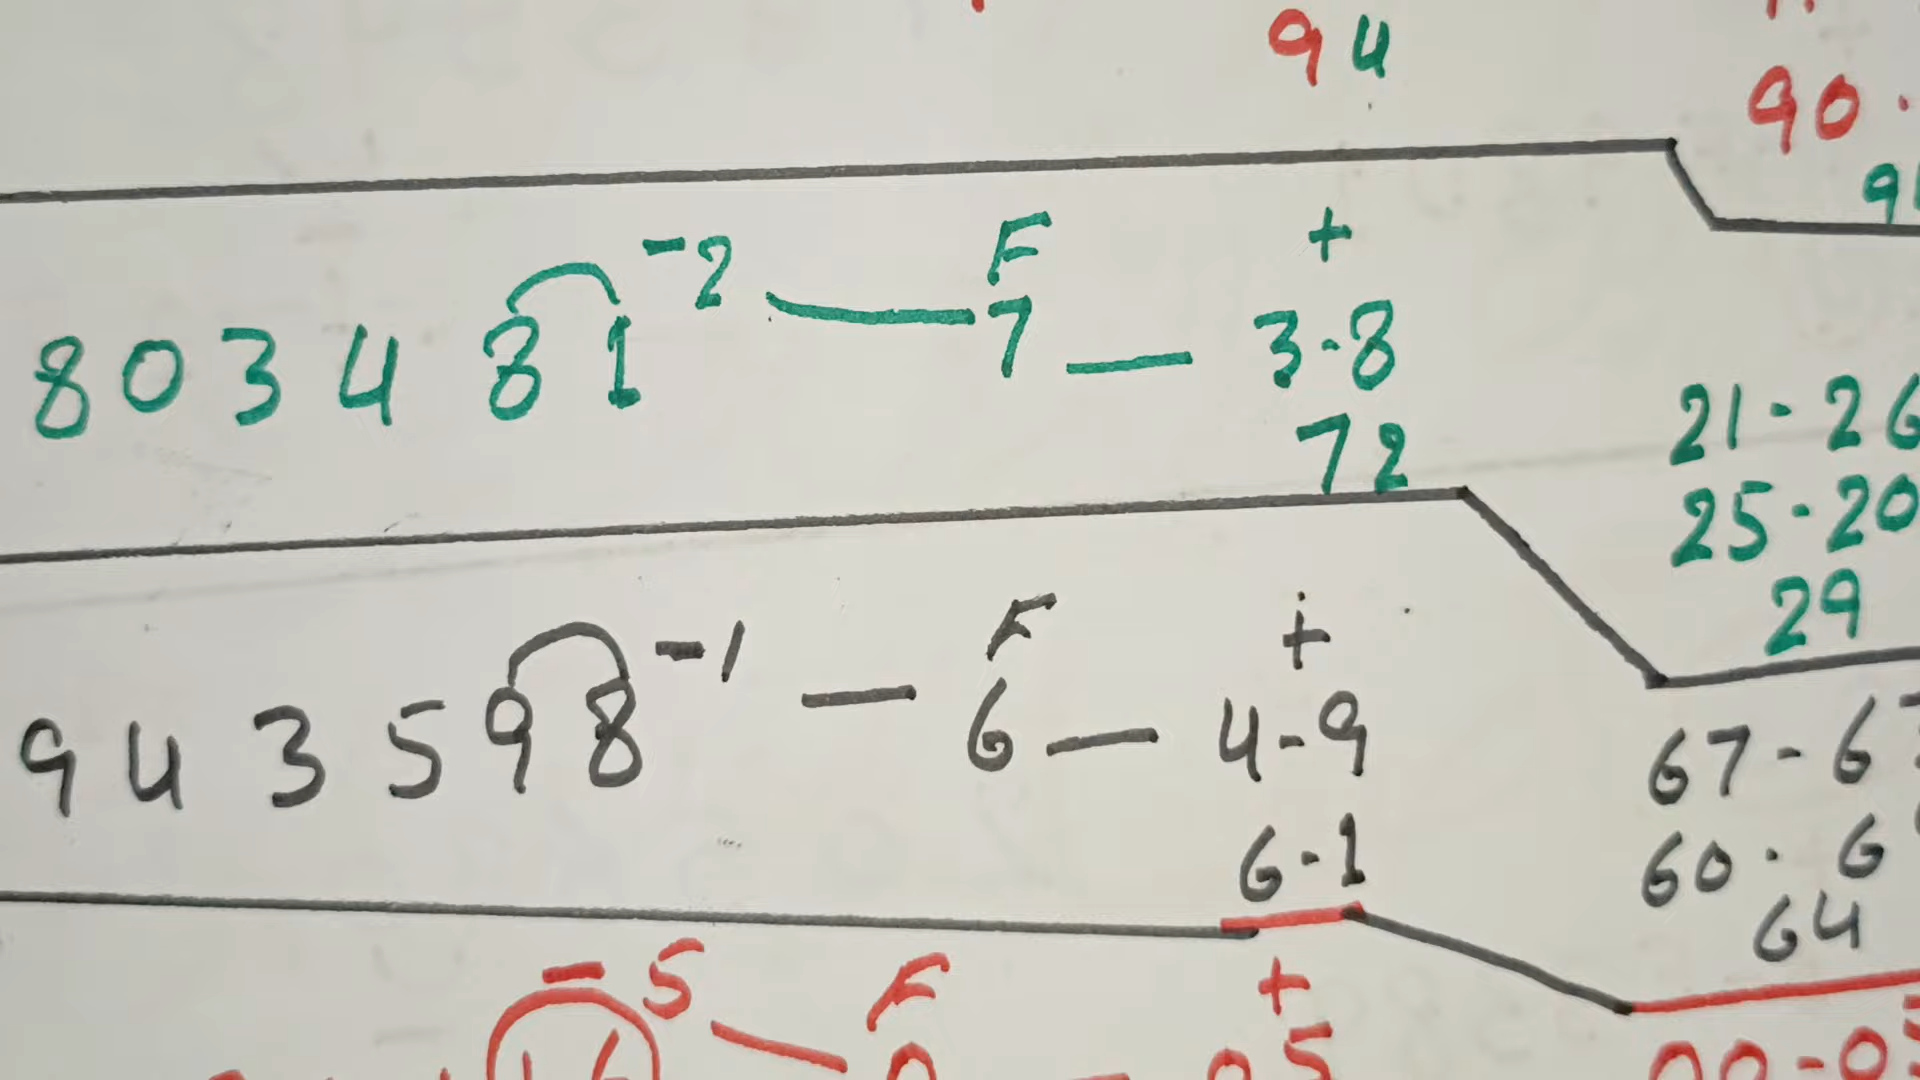 94
90.
F +
803481 -2 — 7 — 3-8
72
21-26
25-20
29
F +
943598 -1 — 6 — 4-9
6-1
67-6
60. 6
64
-5 F +